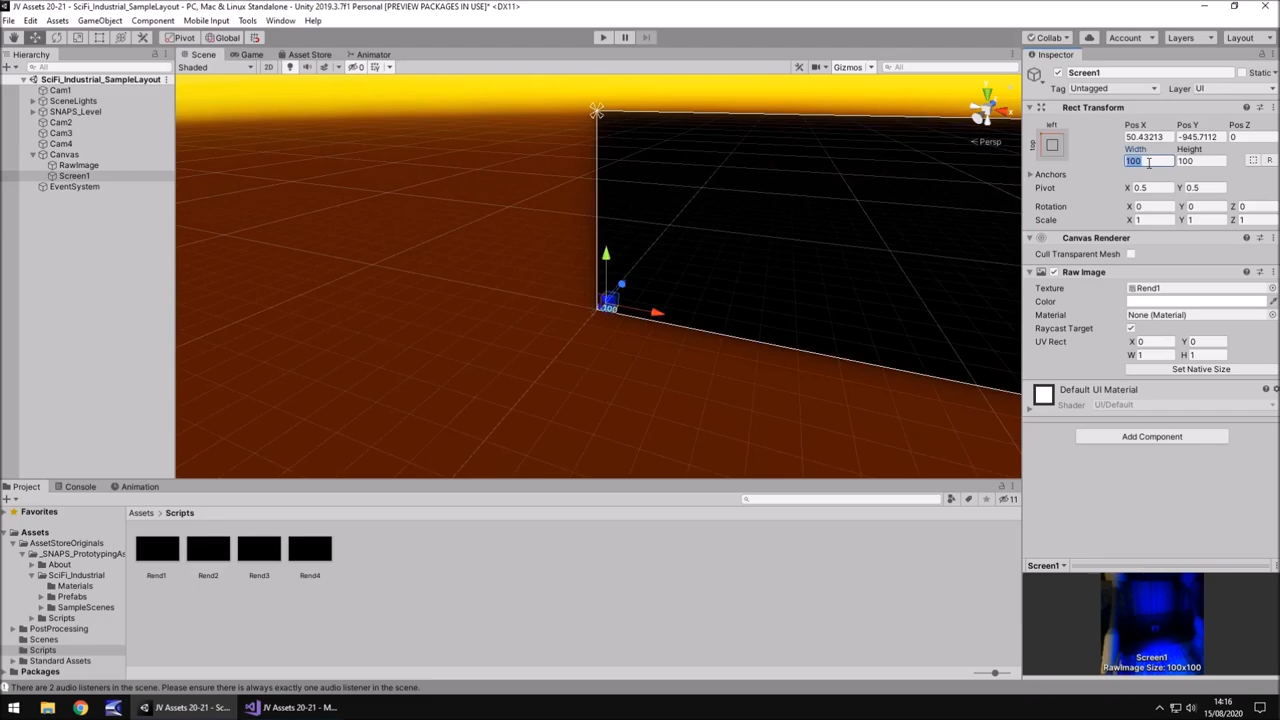 JV Assets 20-21 - SciFi_Industrial_SampleLayout - PC, Mac & Linux Standalone - Unity 2019.3.7f1 Personal [PREVIEW PACKAGES IN USE]* <DX11>
File Edit Assets GameObject Component Mobile Input Tools Window Help
Pivot Global Collab Account Layers Layout
Hierarchy
All
SciFi_Industrial_SampleLayout
Cam1
SceneLights
SNAPS_Level
Cam2
Cam3
Cam4
Canvas
RawImage
Screen1
EventSystem
Scene Game Asset Store Animator
Shaded 2D 0 Gizmos All
y
x
Persp
100
Inspector
Screen1 Static
Tag Untagged Layer UI
Rect Transform
left Pos X Pos Y Pos Z
top 50.43213 -945.7112 0
Width Height
100 100 R
Anchors
Pivot X 0.5 Y 0.5
Rotation X 0 Y 0 Z 0
Scale X 1 Y 1 Z 1
Canvas Renderer
Cull Transparent Mesh
Raw Image
Texture Rend1
Color
Material None (Material)
Raycast Target
UV Rect X 0 Y 0
W 1 H 1
Set Native Size
Default UI Material
Shader UI/Default
Add Component
Screen1
Screen1
RawImage Size: 100x100
Project Console Animation
11
Favorites
Assets
AssetStoreOriginals
_SNAPS_PrototypingAs
About
SciFi_Industrial
Materials
Prefabs
SampleScenes
Scripts
PostProcessing
Scenes
Scripts
Standard Assets
Packages
Assets > Scripts
Rend1 Rend2 Rend3 Rend4
There are 2 audio listeners in the scene. Please ensure there is always exactly one audio listener in the scene.
JV Assets 20-21 - Sc... JV Assets 20-21 - M...
14:16
15/08/2020